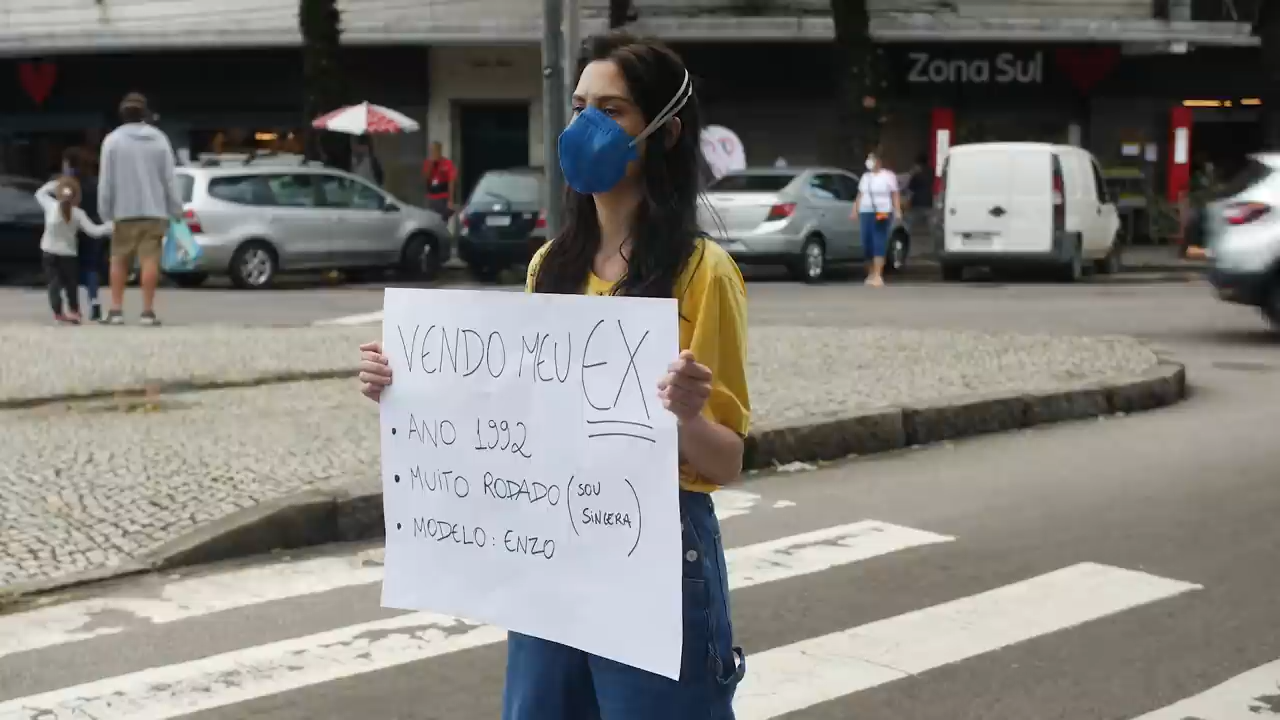 Zona Sul
VENDO MEU EX
• ANO 1992
• MUITO RODADO (SOU
SINCERA)
• MODELO: ENZO